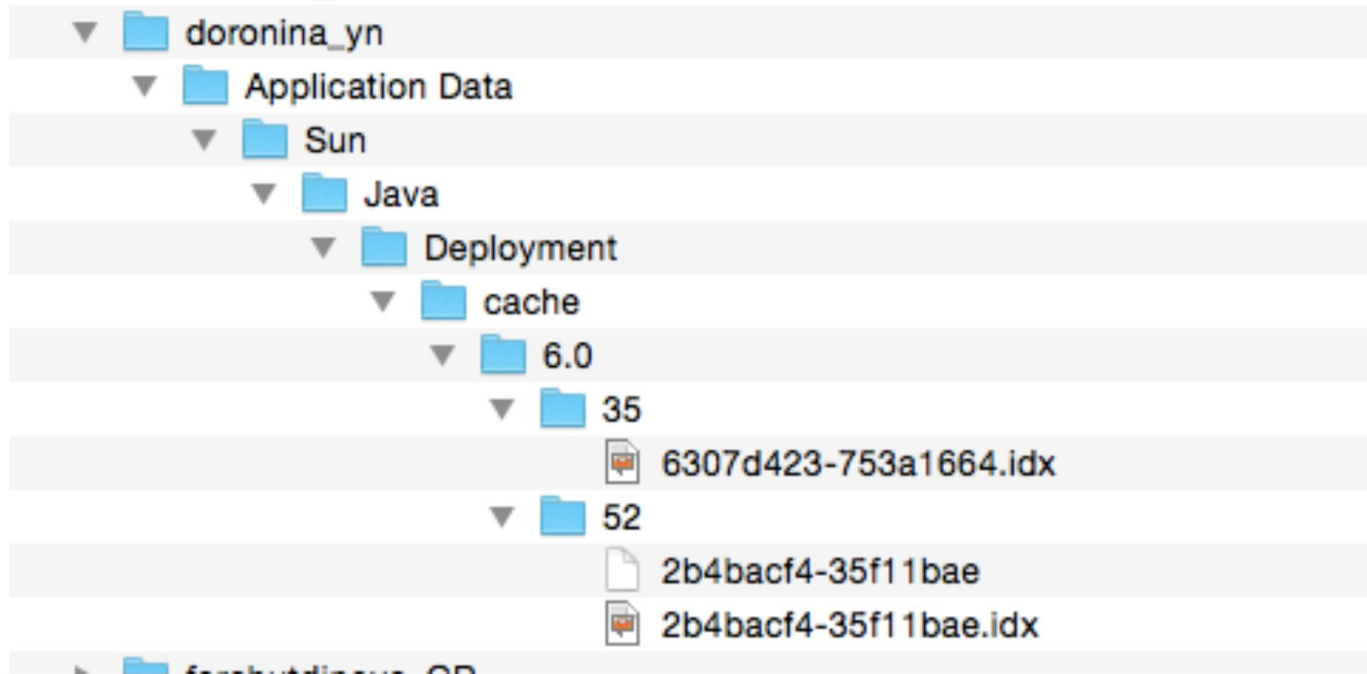 doronina_yn
Application Data
Sun
Java
Deployment
cache
6.0
35
6307d423-753a1664.idx
52
2b4bacf4-35f11bae
2b4bacf4-35f11bae.idx